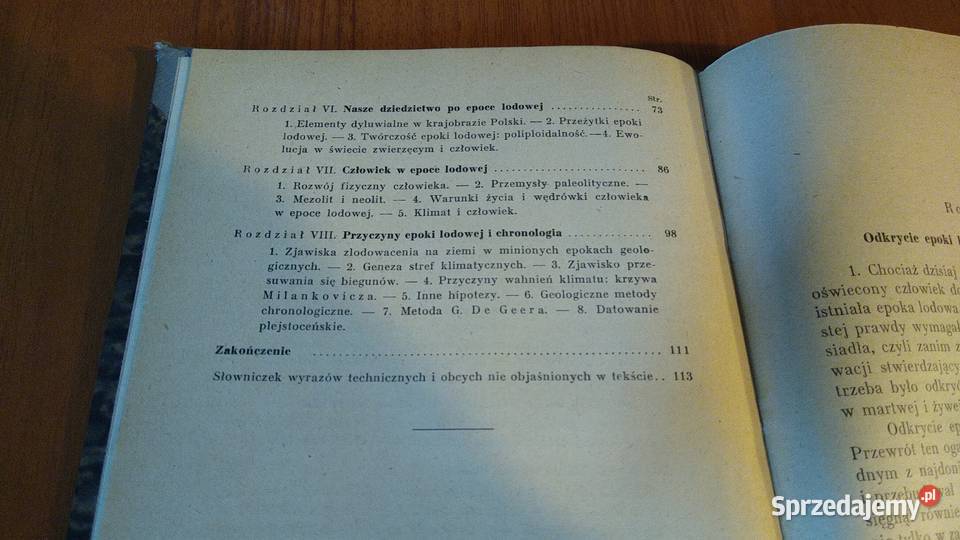 Str.
Rozdział VI. Nasze dziedzictwo po epoce lodowej ................ 73
1. Elementy dyluwialne w krajobrazie Polski. — 2. Przeżytki epoki
lodowej. — 3. Twórczość epoki lodowej: poliploidalność. — 4. Ewo-
lucja w świecie zwierzęcym i człowiek.
Rozdział VII. Człowiek w epoce lodowej ........................... 86
1. Rozwój fizyczny człowieka. — 2. Przemysły paleolityczne. —
3. Mezolit i neolit. — 4. Warunki życia i wędrówki człowieka
w epoce lodowej. — 5. Klimat i człowiek.
Rozdział VIII. Przyczyny epoki lodowej i chronologia .............. 98
1. Zjawiska zlodowacenia na ziemi w minionych epokach geolo-
gicznych. — 2. Geneza stref klimatycznych. — 3. Zjawisko prze-
suwania się biegunów. — 4. Przyczyny wahnień klimatu: krzywa
Milankovicza. — 5. Inne hipotezy. — 6. Geologiczne metody
chronologiczne. — 7. Metoda G. De Geera. — 8. Datowanie
plejstoceńskie.
Zakończenie ................................................ 111
Słowniczek wyrazów technicznych i obcych nie objaśnionych w tekście.. 113
Odkrycie epoki
1. Chociaż dzisiaj
oświecony człowiek
istniała epoka lodowa
stej prawdy
siadła, czyli zanim
wacji
trzeba było
w martwej i
Odkrycie
Przewrót ten
dnym z
sięgną
tylko w
Sprzedajemy.pl